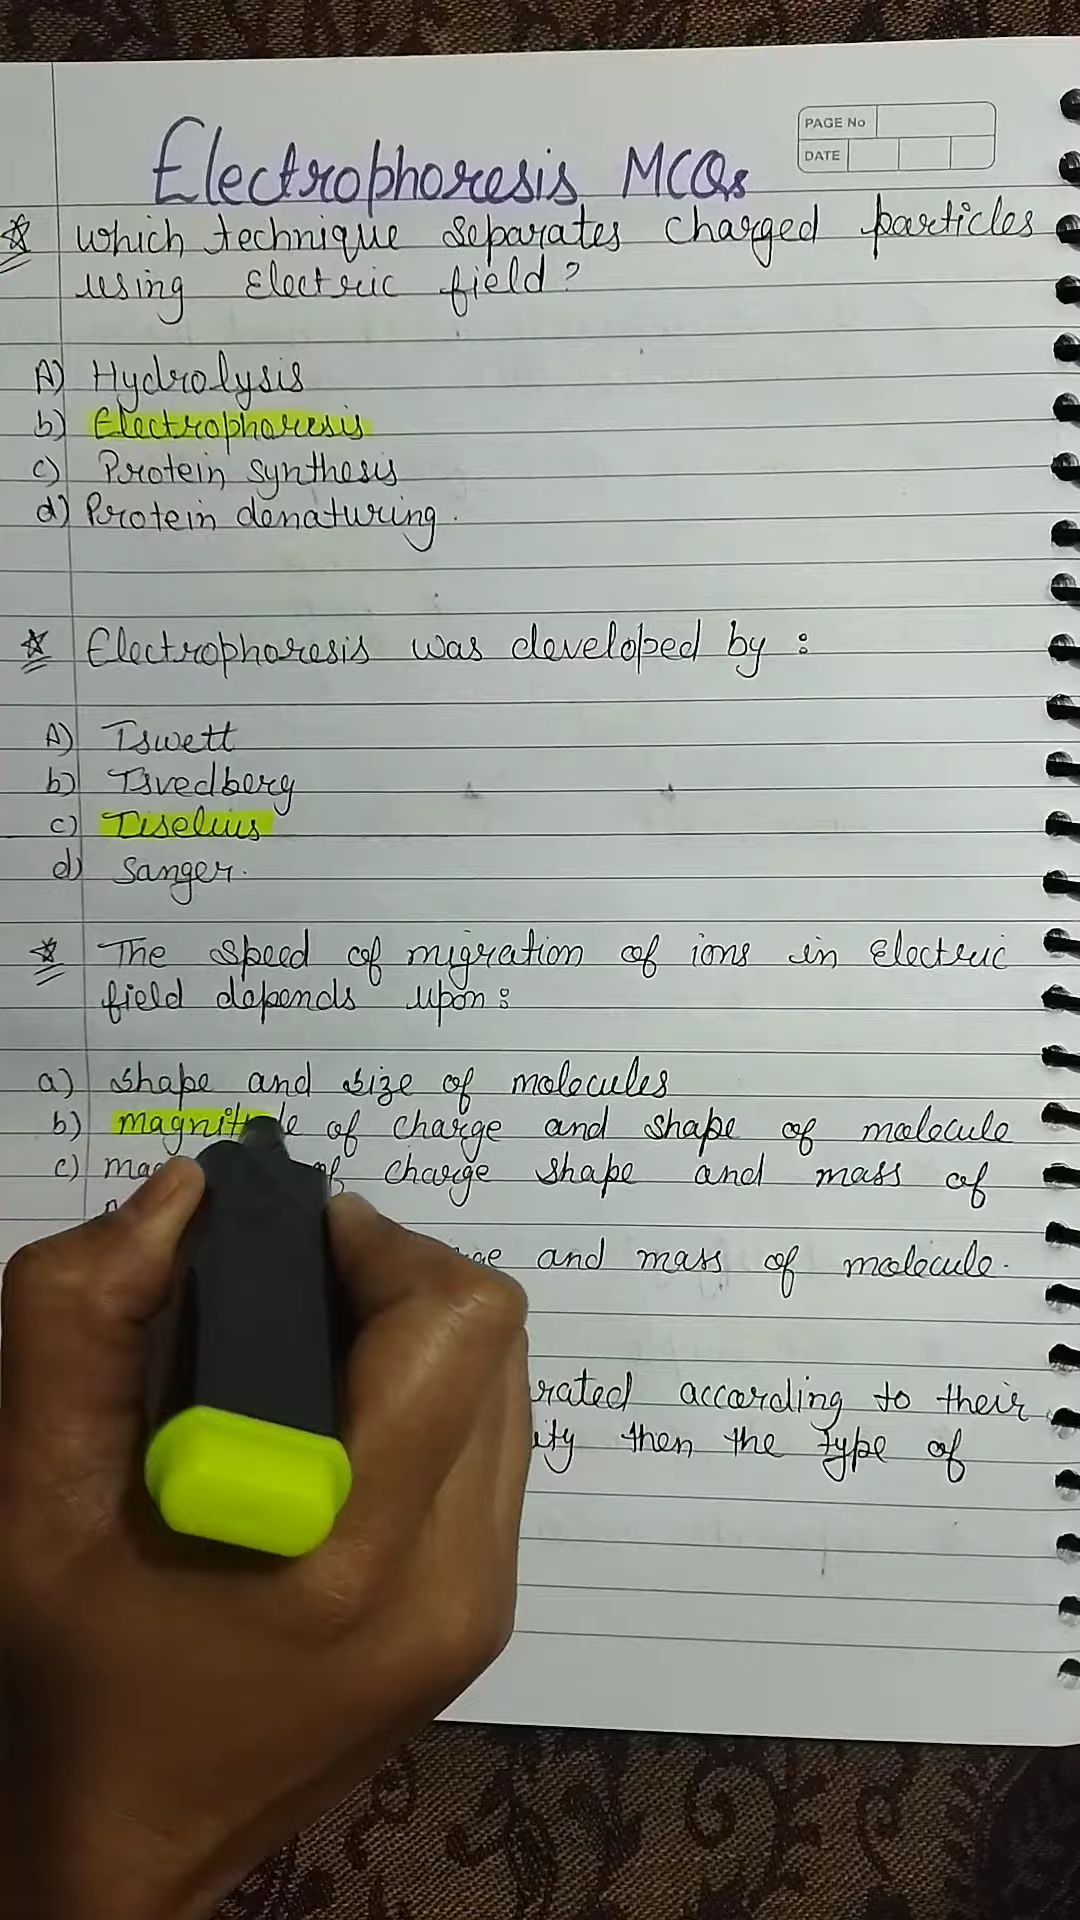 PAGE No
DATE
Electrophoresis MCQs
which technique separates charged particles
using Electric field?
A) Hydrolysis
b) Electrophoresis
c) Protein synthesis
d) Protein denaturing.
Electrophoresis was developed by :
A) Tswett
b) Tsvedberg
c) Tiselius
d) Sanger.
The speed of migration of ions in Electric
field depends upon :
a) shape and size of molecules
b) magnitude of charge and shape of molecule
c) of charge shape and mass of
and mass of molecule.
according to their
then the type of